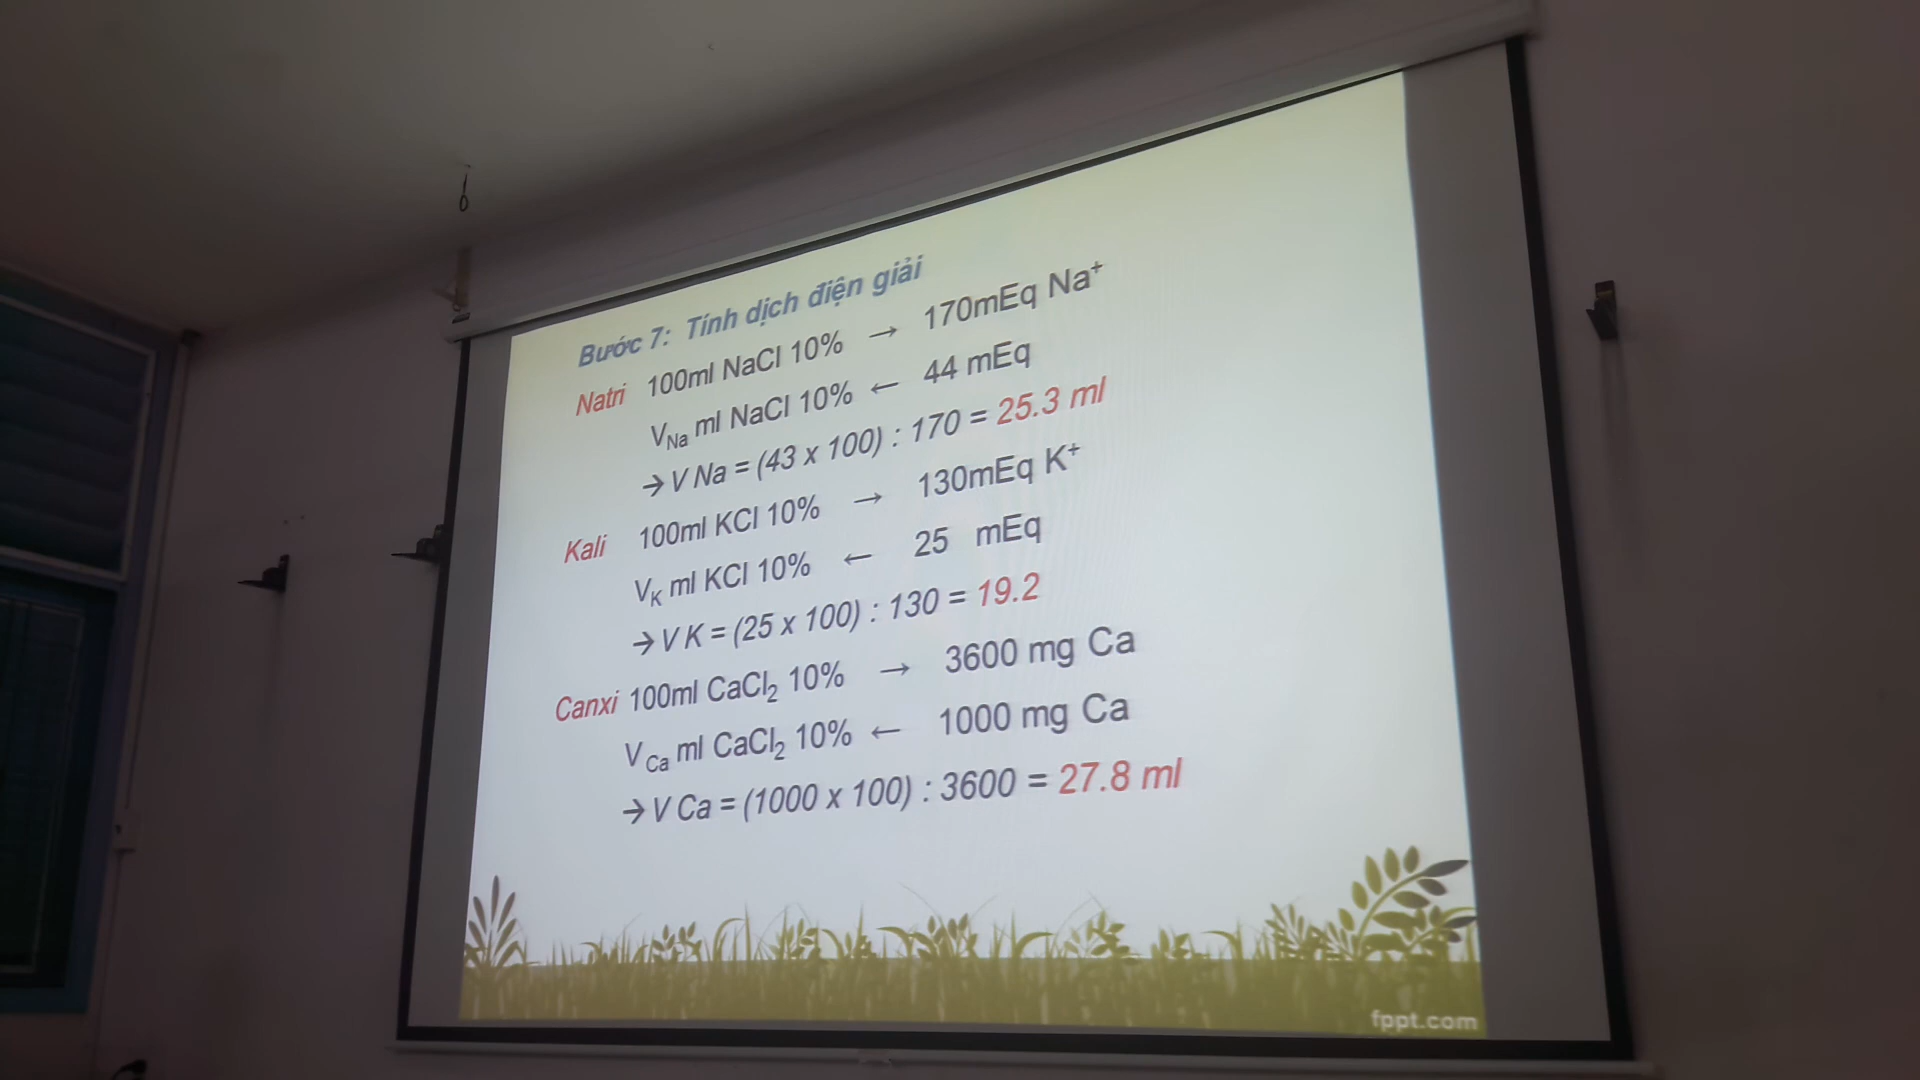 Bước 7: Tính dịch điện giải
Natri 100ml NaCl 10% → 170mEq Na⁺
V_Na ml NaCl 10% ← 44 mEq
→ V Na = (43 x 100) : 170 = 25.3 ml
Kali 100ml KCl 10% → 130mEq K⁺
V_K ml KCl 10% ← 25 mEq
→ V K = (25 x 100) : 130 = 19.2
Canxi 100ml CaCl₂ 10% → 3600 mg Ca
V_Ca ml CaCl₂ 10% ← 1000 mg Ca
→ V Ca = (1000 x 100) : 3600 = 27.8 ml
fppt.com